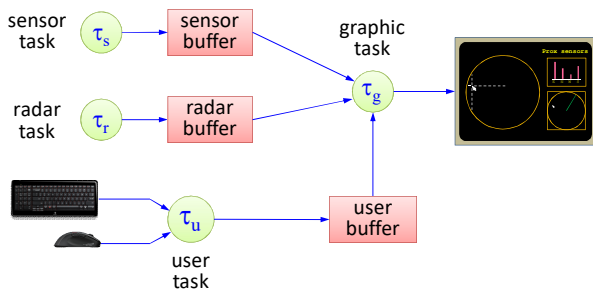 sensor
task
τs
sensor
buffer
graphic
task
τg
Prox sensors
radar
task
τr
radar
buffer
τu
user
task
user
buffer